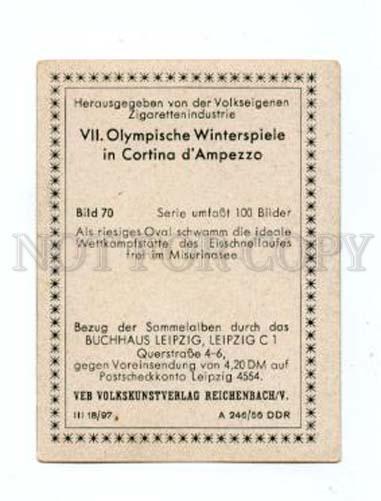 Herausgegeben von der Volkseigenen
Zigarettenindustrie
VII. Olympische Winterspiele
in Cortina d'Ampezzo
Bild 70 Serie umfaßt 100 Bilder
Als riesiges Oval schwamm die ideale
Wettkampfstätte des Eisschnellaufes
frei im Misurinasee.
NOT FOR COPY
Bezug der Sammelalben durch das
BUCHHAUS LEIPZIG, LEIPZIG C 1
Querstraße 4-6,
gegen Voreinsendung von 4,20 DM auf
Postscheckkonto Leipzig 4554.
VEB VOLKSKUNSTVERLAG REICHENBACH/V.
III 18/97 A 246/56 DDR